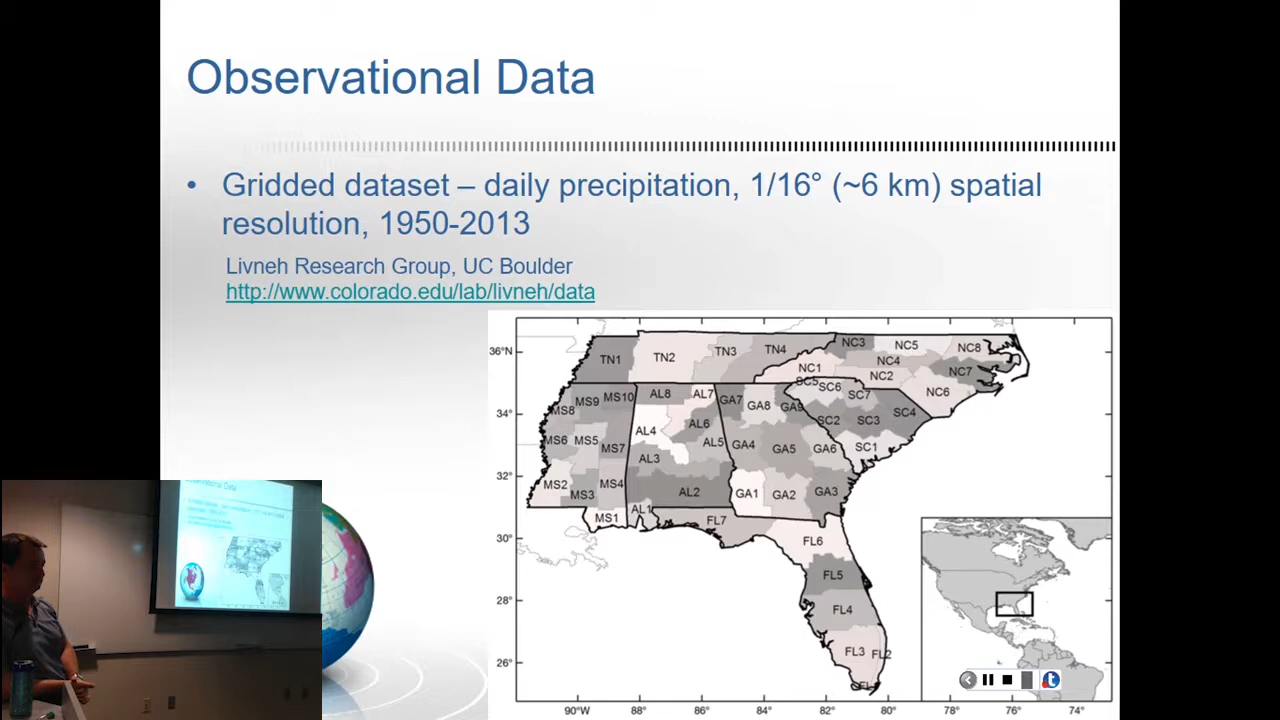 Observational Data
• Gridded dataset – daily precipitation, 1/16° (~6 km) spatial
resolution, 1950-2013
Livneh Research Group, UC Boulder
http://www.colorado.edu/lab/livneh/data
36°N
34°
32°
30°
28°
26°
TN1 TN2 TN3 TN4 NC3 NC5 NC8
NC1 NC4 NC2 NC7 NC6
MS8 MS9 MS10 AL8 AL7 GA7 GA8 GA9 SC5 SC6 SC7
MS6 MS5 MS7 AL4 AL6 AL5 GA4 GA5 GA6 SC2 SC3 SC4
AL3 SC1
MS2 MS3 MS4 AL2 GA1 GA2 GA3
MS1 AL1 FL7
FL6
FL5
FL4
FL3 FL2
90°W 88° 86° 84° 82° 80° 78° 76° 74°
Observational Data